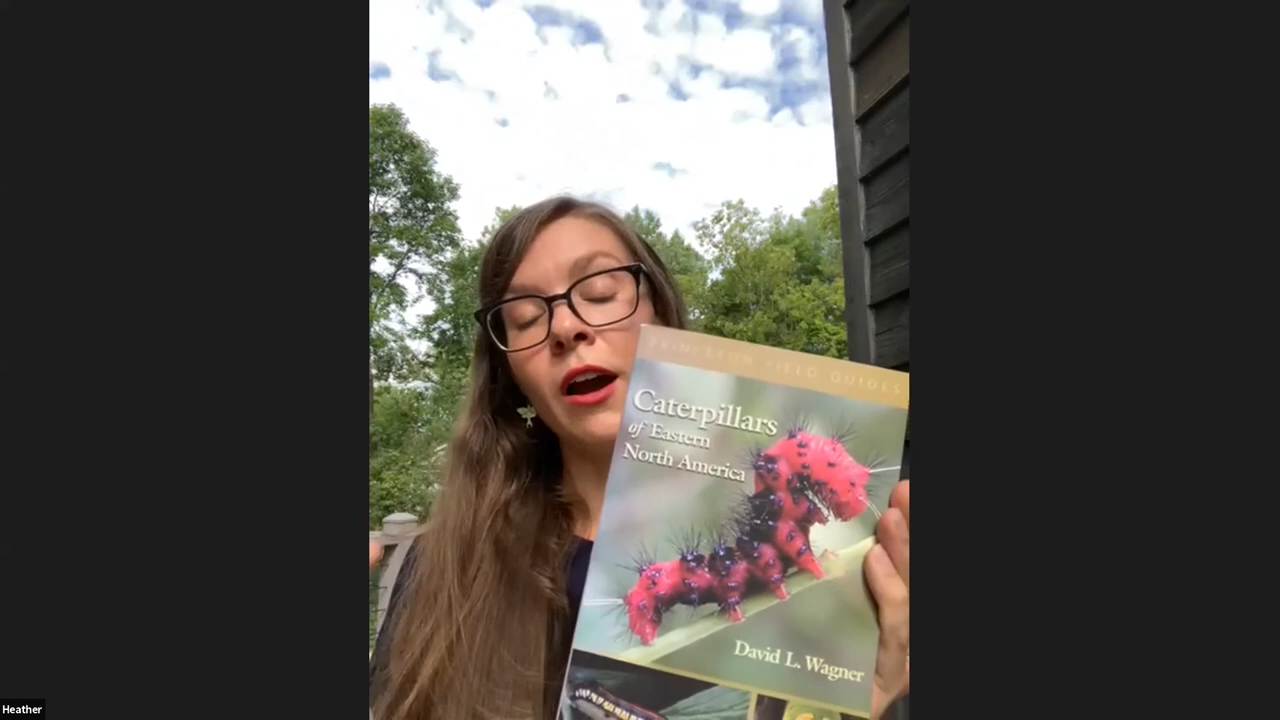 PRINCETON FIELD GUIDES
Caterpillars
of Eastern
North America
David L. Wagner
Heather